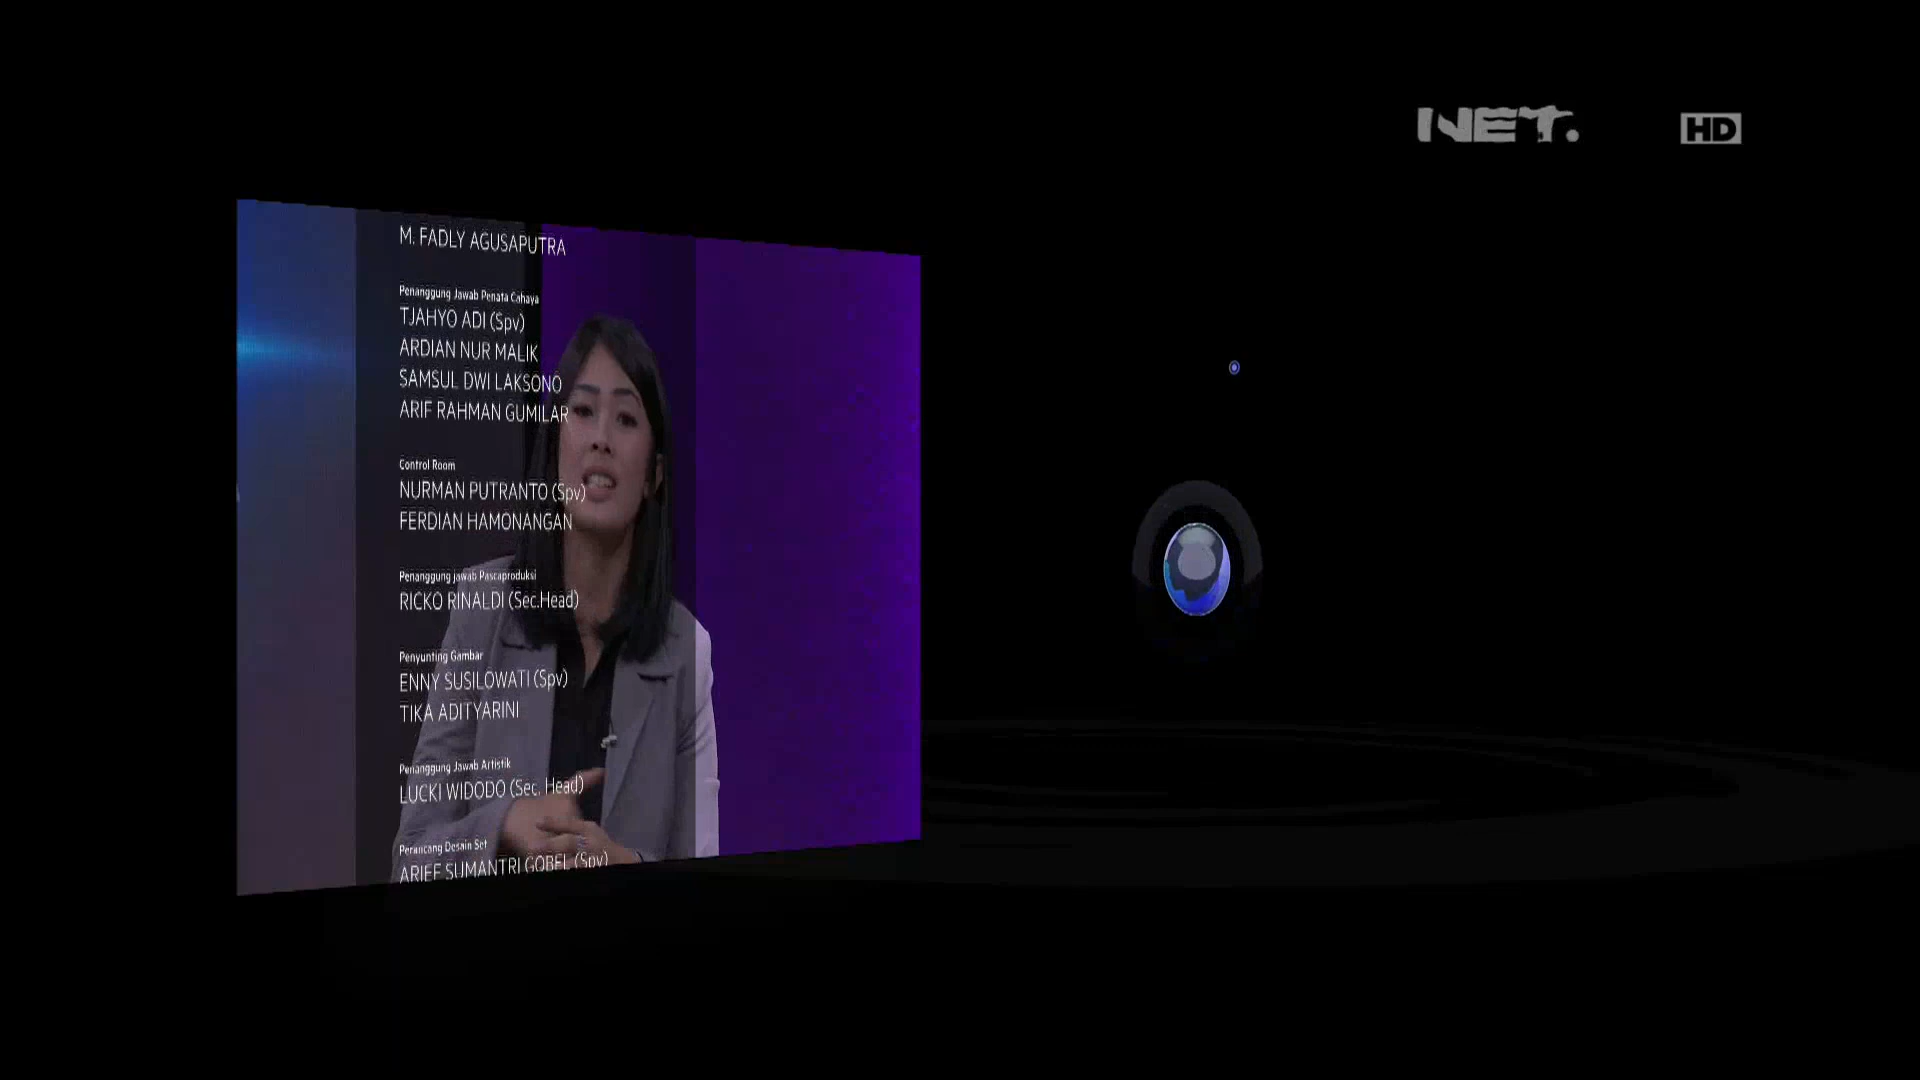 NET.
HD
M. FADLY AGUSAPUTRA
Penanggung Jawab Penata Cahaya
TJAHYO ADI (Spv)
ARDIAN NUR MALIK
SAMSUL DWI LAKSONO
ARIF RAHMAN GUMILAR
Control Room
NURMAN PUTRANTO (Spv)
FERDIAN HAMONANGAN
Penanggung jawab Pascaproduksi
RICKO RINALDI (Sec.Head)
Penyunting Gambar
ENNY SUSILOWATI (Spv)
TIKA ADITYARINI
Penanggung Jawab Artistik
LUCKI WIDODO (Sec. Head)
Perancang Desain Set
ARIEF SUMANTRI GOBEL (Spv)